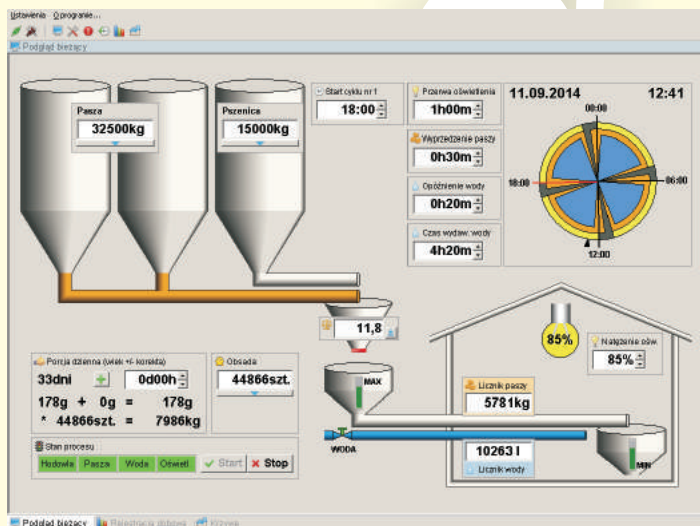 Ustawienia O programie...
Podgląd bieżący
Pasza
32500kg
Pszenica
15000kg
Start cyklu nr 1
18:00
Przerwa oświetlenia
1h00m
Wyprzedzenie paszy
0h30m
Opóźnienie wody
0h20m
Czas wydaw. wody
4h20m
11.09.2014 12:41
00:00
06:00
12:00
18:00
11,8
Porcja dzienna (wiek +/- korekta)
33dni 0d00h
178g + 0g = 178g
* 44866szt. = 7986kg
Obsada
44866szt.
Stan procesu
Hodowla Pasza Woda Oświetl
Start Stop
MAX
WODA
85%
Natężenie ośw.
85%
Licznik paszy
5781kg
10263 l
Licznik wody
MIN
Podgląd bieżący Rejestracja dobowa Krzywe